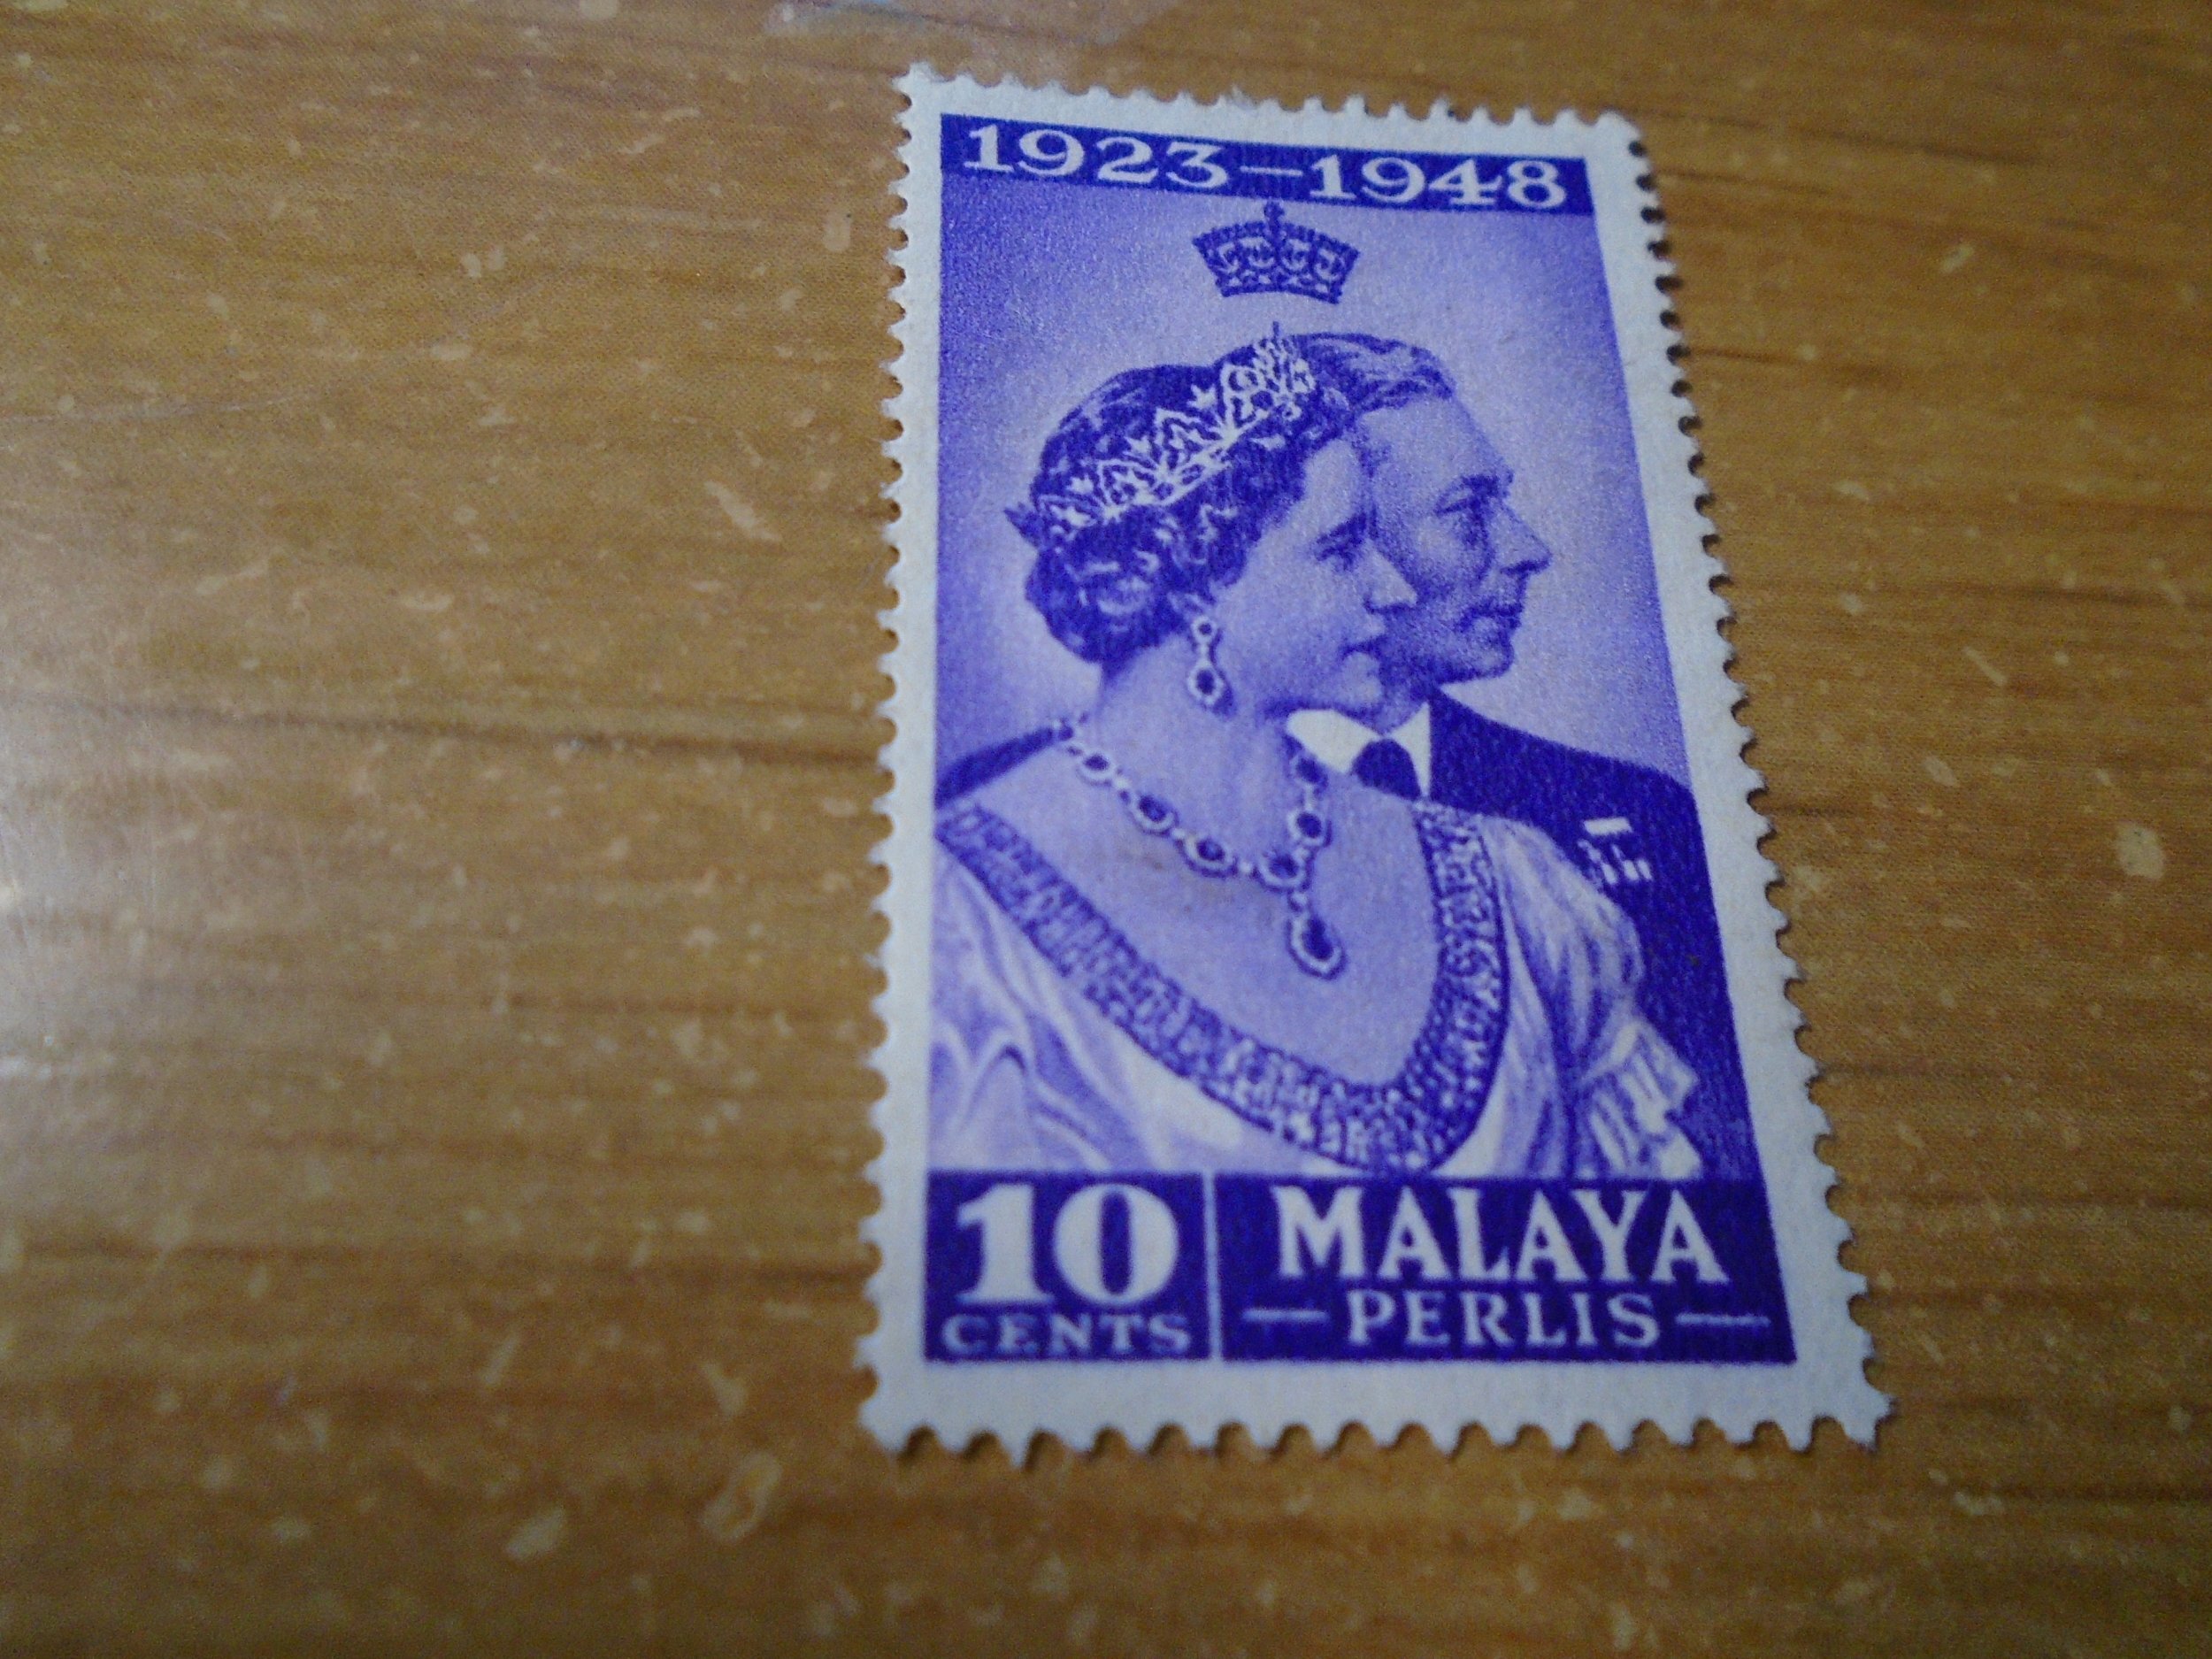 1923-1948
10
CENTS
MALAYA
- PERLIS -